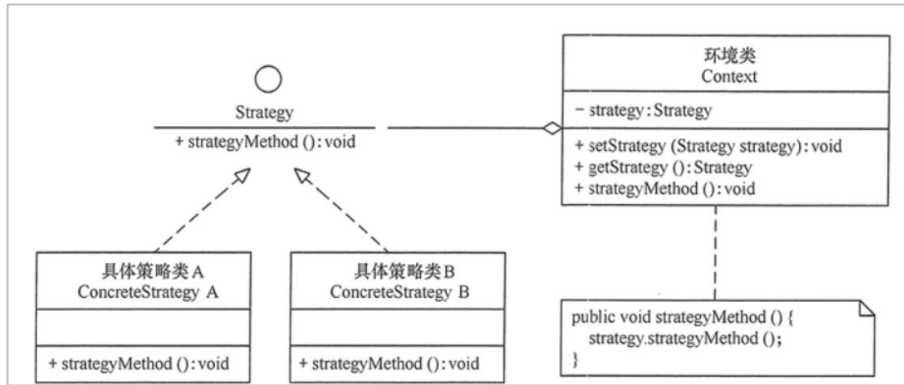 Strategy
+ strategyMethod (): void
环境类
Context
- strategy: Strategy
+ setStrategy (Strategy strategy): void
+ getStrategy (): Strategy
+ strategyMethod (): void
具体策略类A
ConcreteStrategy A
+ strategyMethod (): void
具体策略类B
ConcreteStrategy B
+ strategyMethod (): void
public void strategyMethod () {
strategy.strategyMethod ();
}